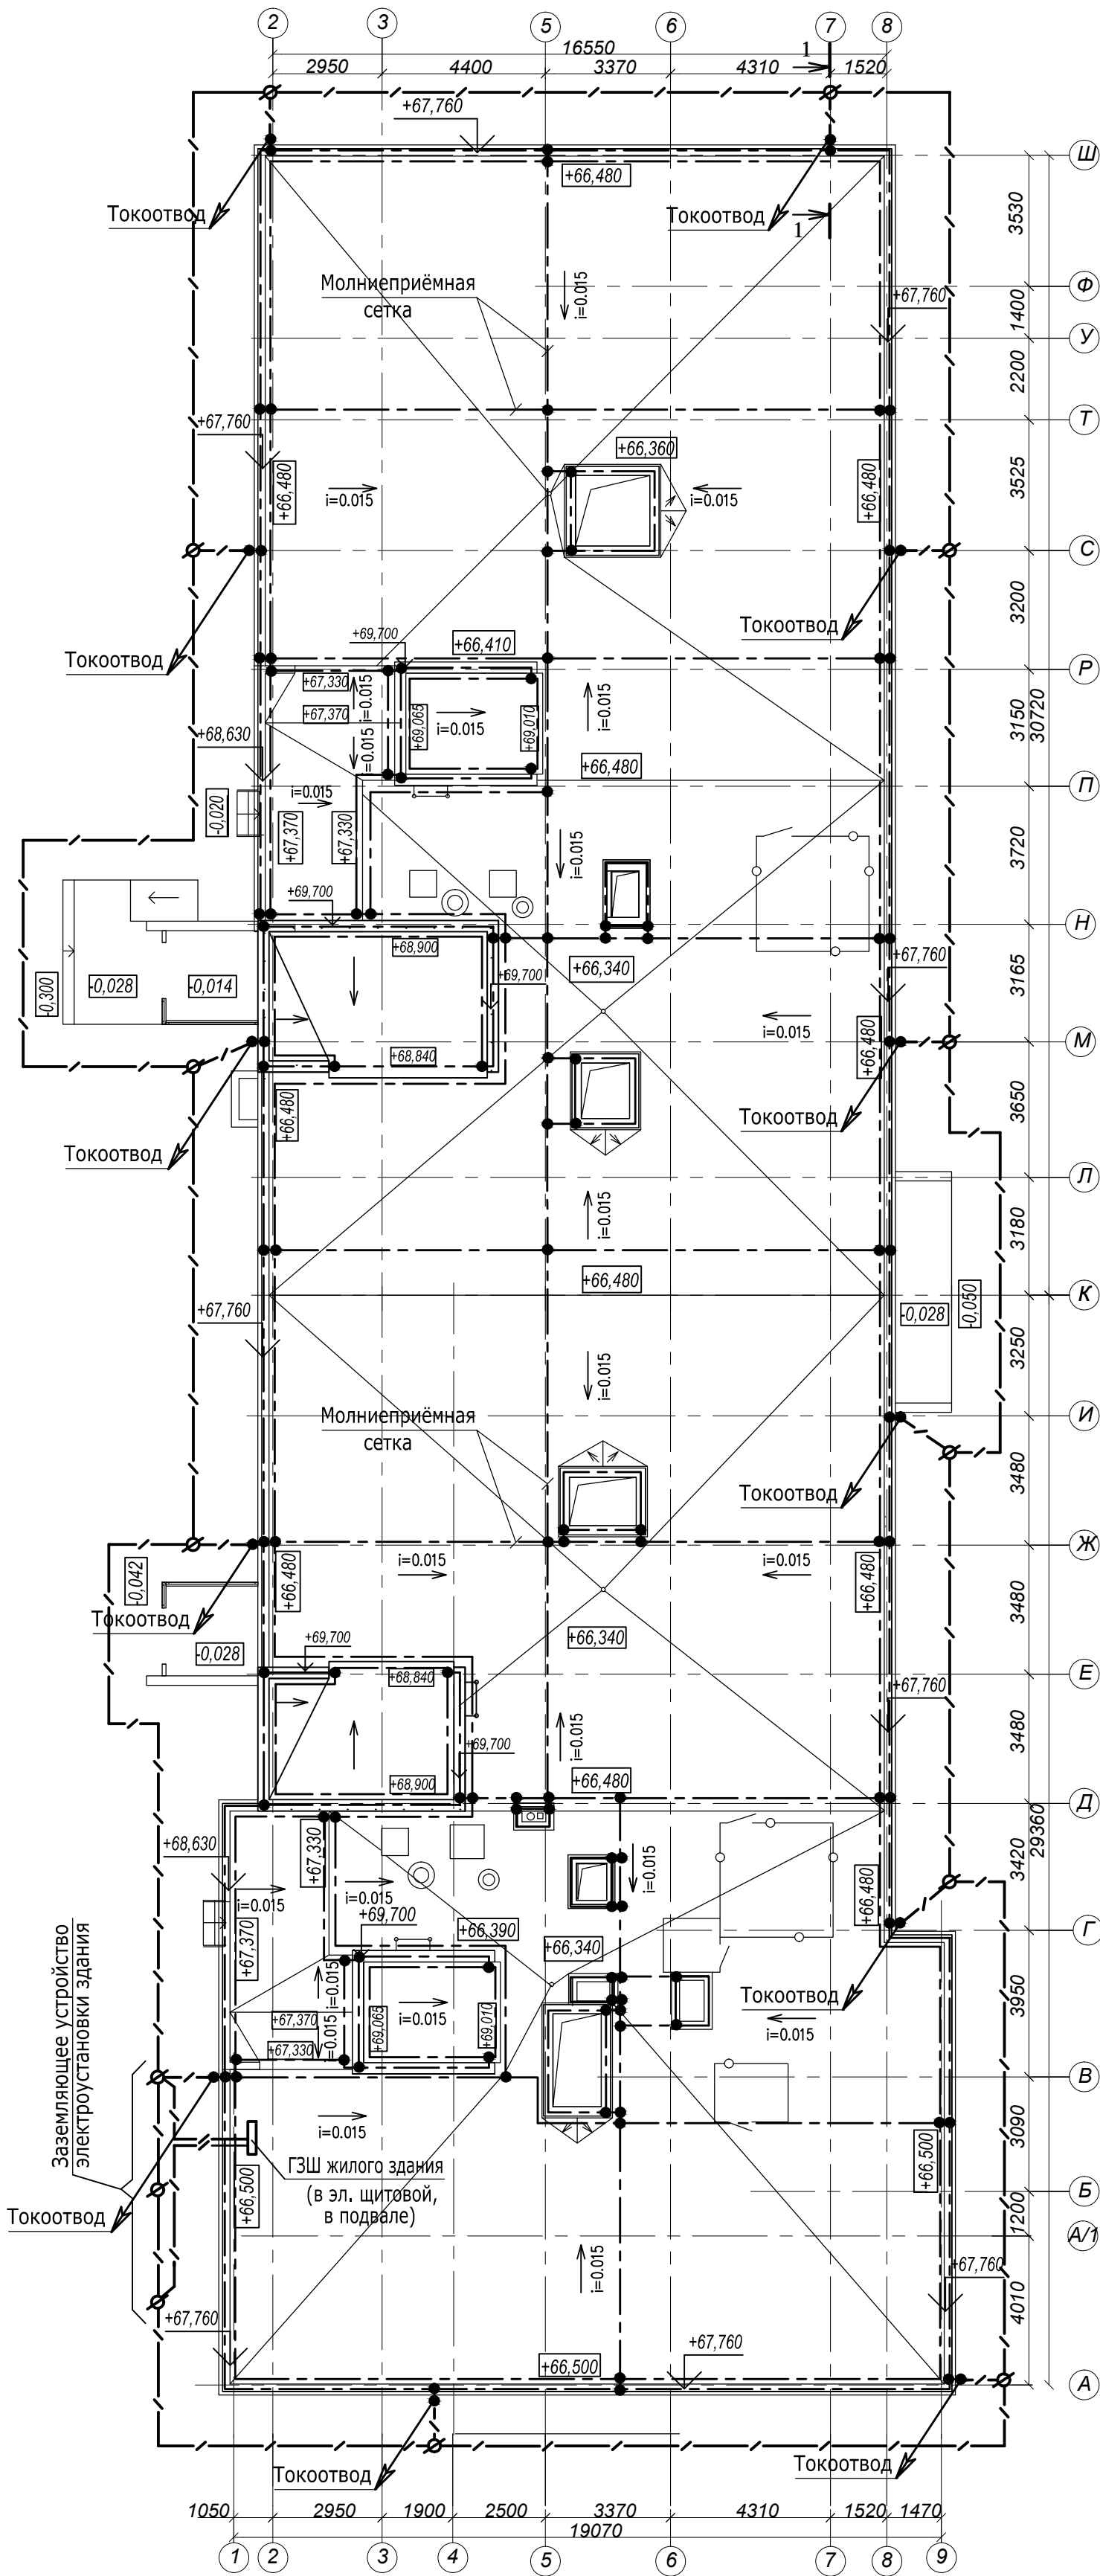 2
3
5
6
7
8
16550
1
2950
4400
3370
4310
1520
+67,760
Ш
+66,480
Токоотвод
Токоотвод
1
3530
Молниеприёмная
сетка
i=0.015
Ф
+67,760
1400
У
2200
+67,760
Т
+66,360
+66,480
i=0.015
i=0.015
+66,480
3525
С
3200
Токоотвод
Токоотвод
+69,700
+66,410
Р
+67,330
i=0.015
+67,370
+69,065
i=0.015
+69,010
i=0.015
3150
30720
+68,630
i=0.015
+66,480
П
i=0.015
-0,020
+67,370
+67,330
i=0.015
3720
+69,700
Н
+68,900
+66,340
+69,700
+67,760
-0,300
-0,028
-0,014
3165
i=0.015
+68,840
+66,480
М
+66,480
3650
Токоотвод
Токоотвод
Л
i=0.015
3180
+66,480
К
+67,760
-0,028
-0,050
i=0.015
3250
Молниеприёмная
сетка
И
3480
Токоотвод
Ж
-0,042
+66,480
i=0.015
i=0.015
+66,480
3480
Токоотвод
+69,700
+66,340
-0,028
+68,840
Е
+67,760
i=0.015
+69,700
3480
+68,900
+66,480
Д
+68,630
+67,330
i=0.015
3420
29360
i=0.015
i=0.015
+66,480
+69,700
+66,390
Г
Заземляющее устройство
электроустановки здания
+67,370
+66,340
i=0.015
Токоотвод
3950
+67,370
+69,065
i=0.015
+69,010
i=0.015
i=0.015
+67,330
В
i=0.015
3090
ГЗШ жилого здания
(в эл. щитовой,
в подвале)
+66,500
+66,500
Б
Токоотвод
1200
А/1
i=0.015
+67,760
4010
+67,760
+67,760
+66,500
А
Токоотвод
Токоотвод
1050
2950
1900
2500
3370
4310
1520
1470
19070
1
2
3
4
5
6
7
8
9